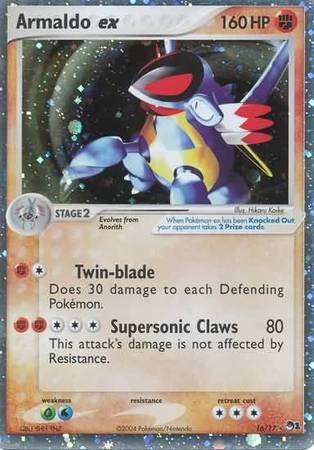 Armaldo ex 160 HP
Illus. Hikaru Koike
STAGE 2
Evolves from
Anorith
When Pokémon-ex has been Knocked Out,
your opponent takes 2 Prize cards.
Twin-blade
Does 30 damage to each Defending
Pokémon.
Supersonic Claws 80
This attack's damage is not affected by
Resistance.
weakness resistance retreat cost
©2004 Pokémon/Nintendo
16/17